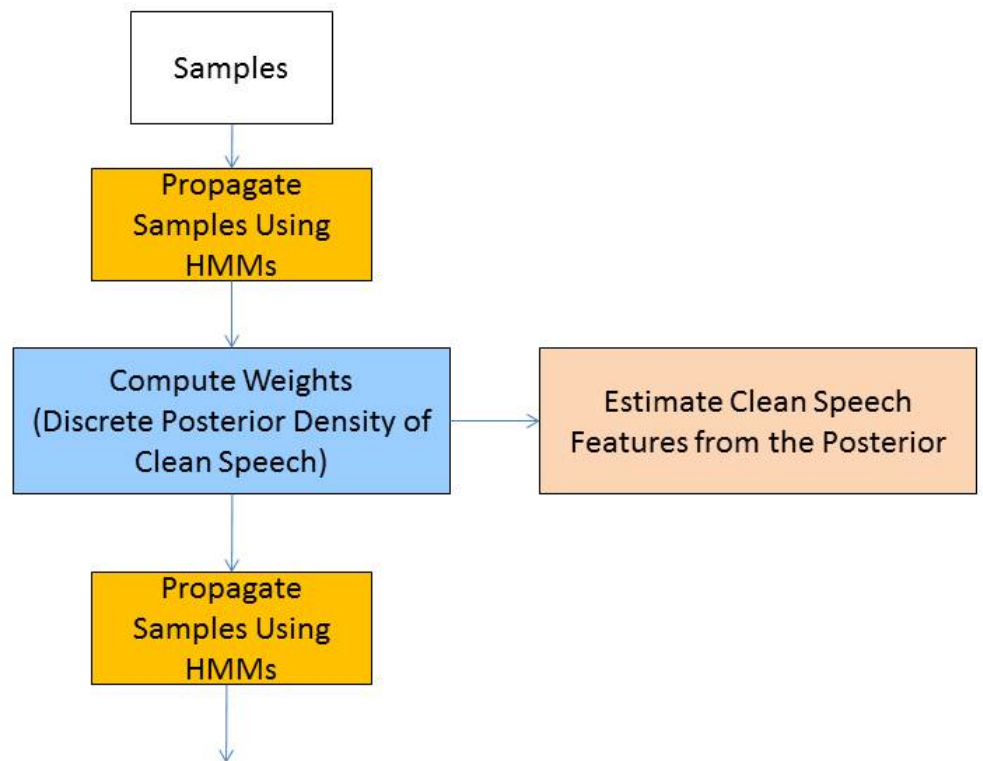 Samples
Propagate
Samples Using
HMMs
Compute Weights
(Discrete Posterior Density of
Clean Speech)
Estimate Clean Speech
Features from the Posterior
Propagate
Samples Using
HMMs